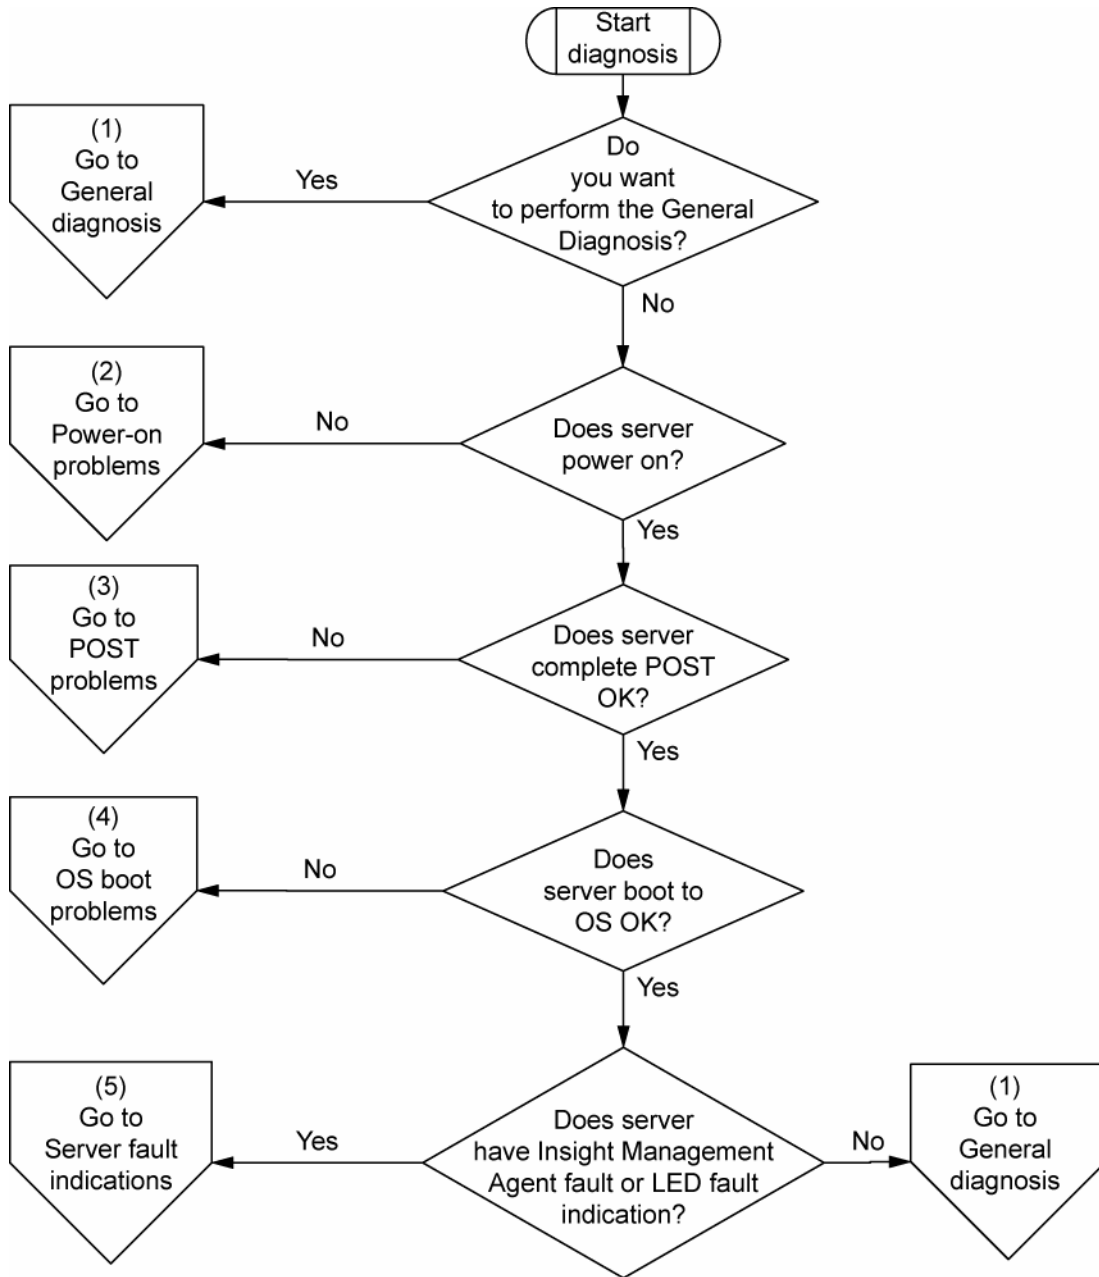 Start
diagnosis
Do
you want
to perform the General
Diagnosis?
Yes
(1)
Go to
General
diagnosis
No
Does server
power on?
No
(2)
Go to
Power-on
problems
Yes
Does server
complete POST
OK?
No
(3)
Go to
POST
problems
Yes
Does
server boot to
OS OK?
No
(4)
Go to
OS boot
problems
Yes
Does server
have Insight Management
Agent fault or LED fault
indication?
Yes
(5)
Go to
Server fault
indications
No
(1)
Go to
General
diagnosis